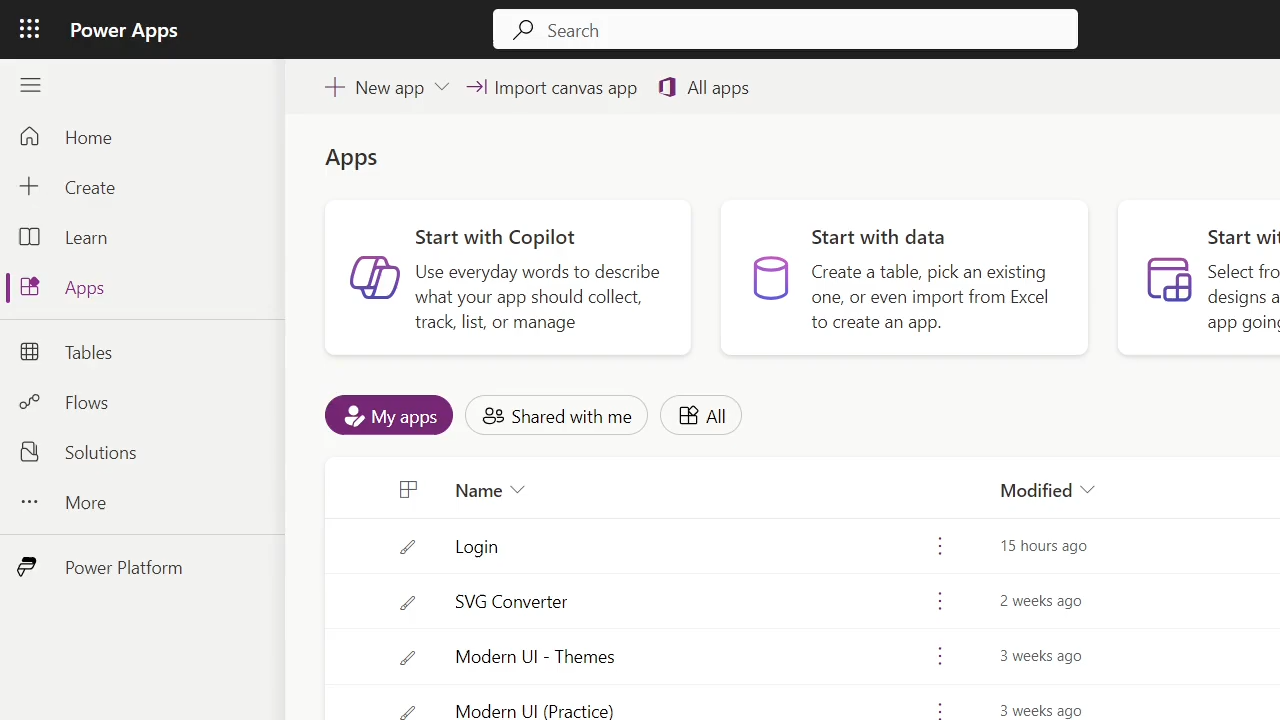 Power Apps
Search
New app
Import canvas app
All apps
Home
Create
Learn
Apps
Tables
Flows
Solutions
More
Power Platform
Apps
Start with Copilot
Use everyday words to describe
what your app should collect,
track, list, or manage
Start with data
Create a table, pick an existing
one, or even import from Excel
to create an app.
Start
Select
designs
app
My apps
Shared with me
All
Name
Modified
Login
15 hours ago
SVG Converter
2 weeks ago
Modern UI - Themes
3 weeks ago
Modern UI (Practice)
3 weeks ago